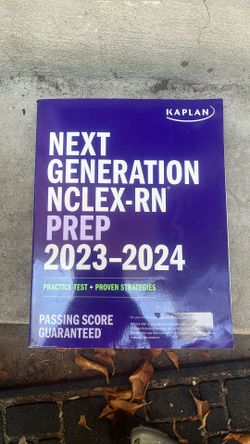 KAPLAN
NEXT
GENERATION
NCLEX-RN®
PREP
2023–2024
PRACTICE TEST + PROVEN STRATEGIES
PASSING SCORE
GUARANTEED